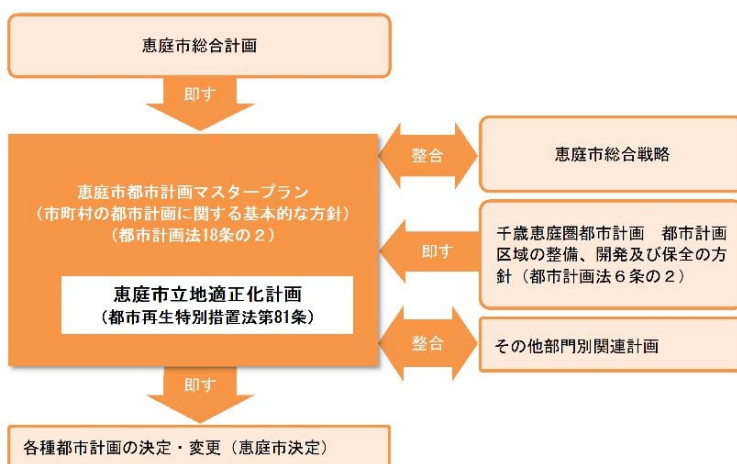 恵庭市総合計画
即す
恵庭市都市計画マスタープラン
(市町村の都市計画に関する基本的な方針)
(都市計画法18条の2)
恵庭市立地適正化計画
(都市再生特別措置法第81条)
整合
恵庭市総合戦略
即す
千歳恵庭圏都市計画 都市計画
区域の整備、開発及び保全の方
針(都市計画法6条の2)
整合
その他部門別関連計画
即す
各種都市計画の決定・変更(恵庭市決定)